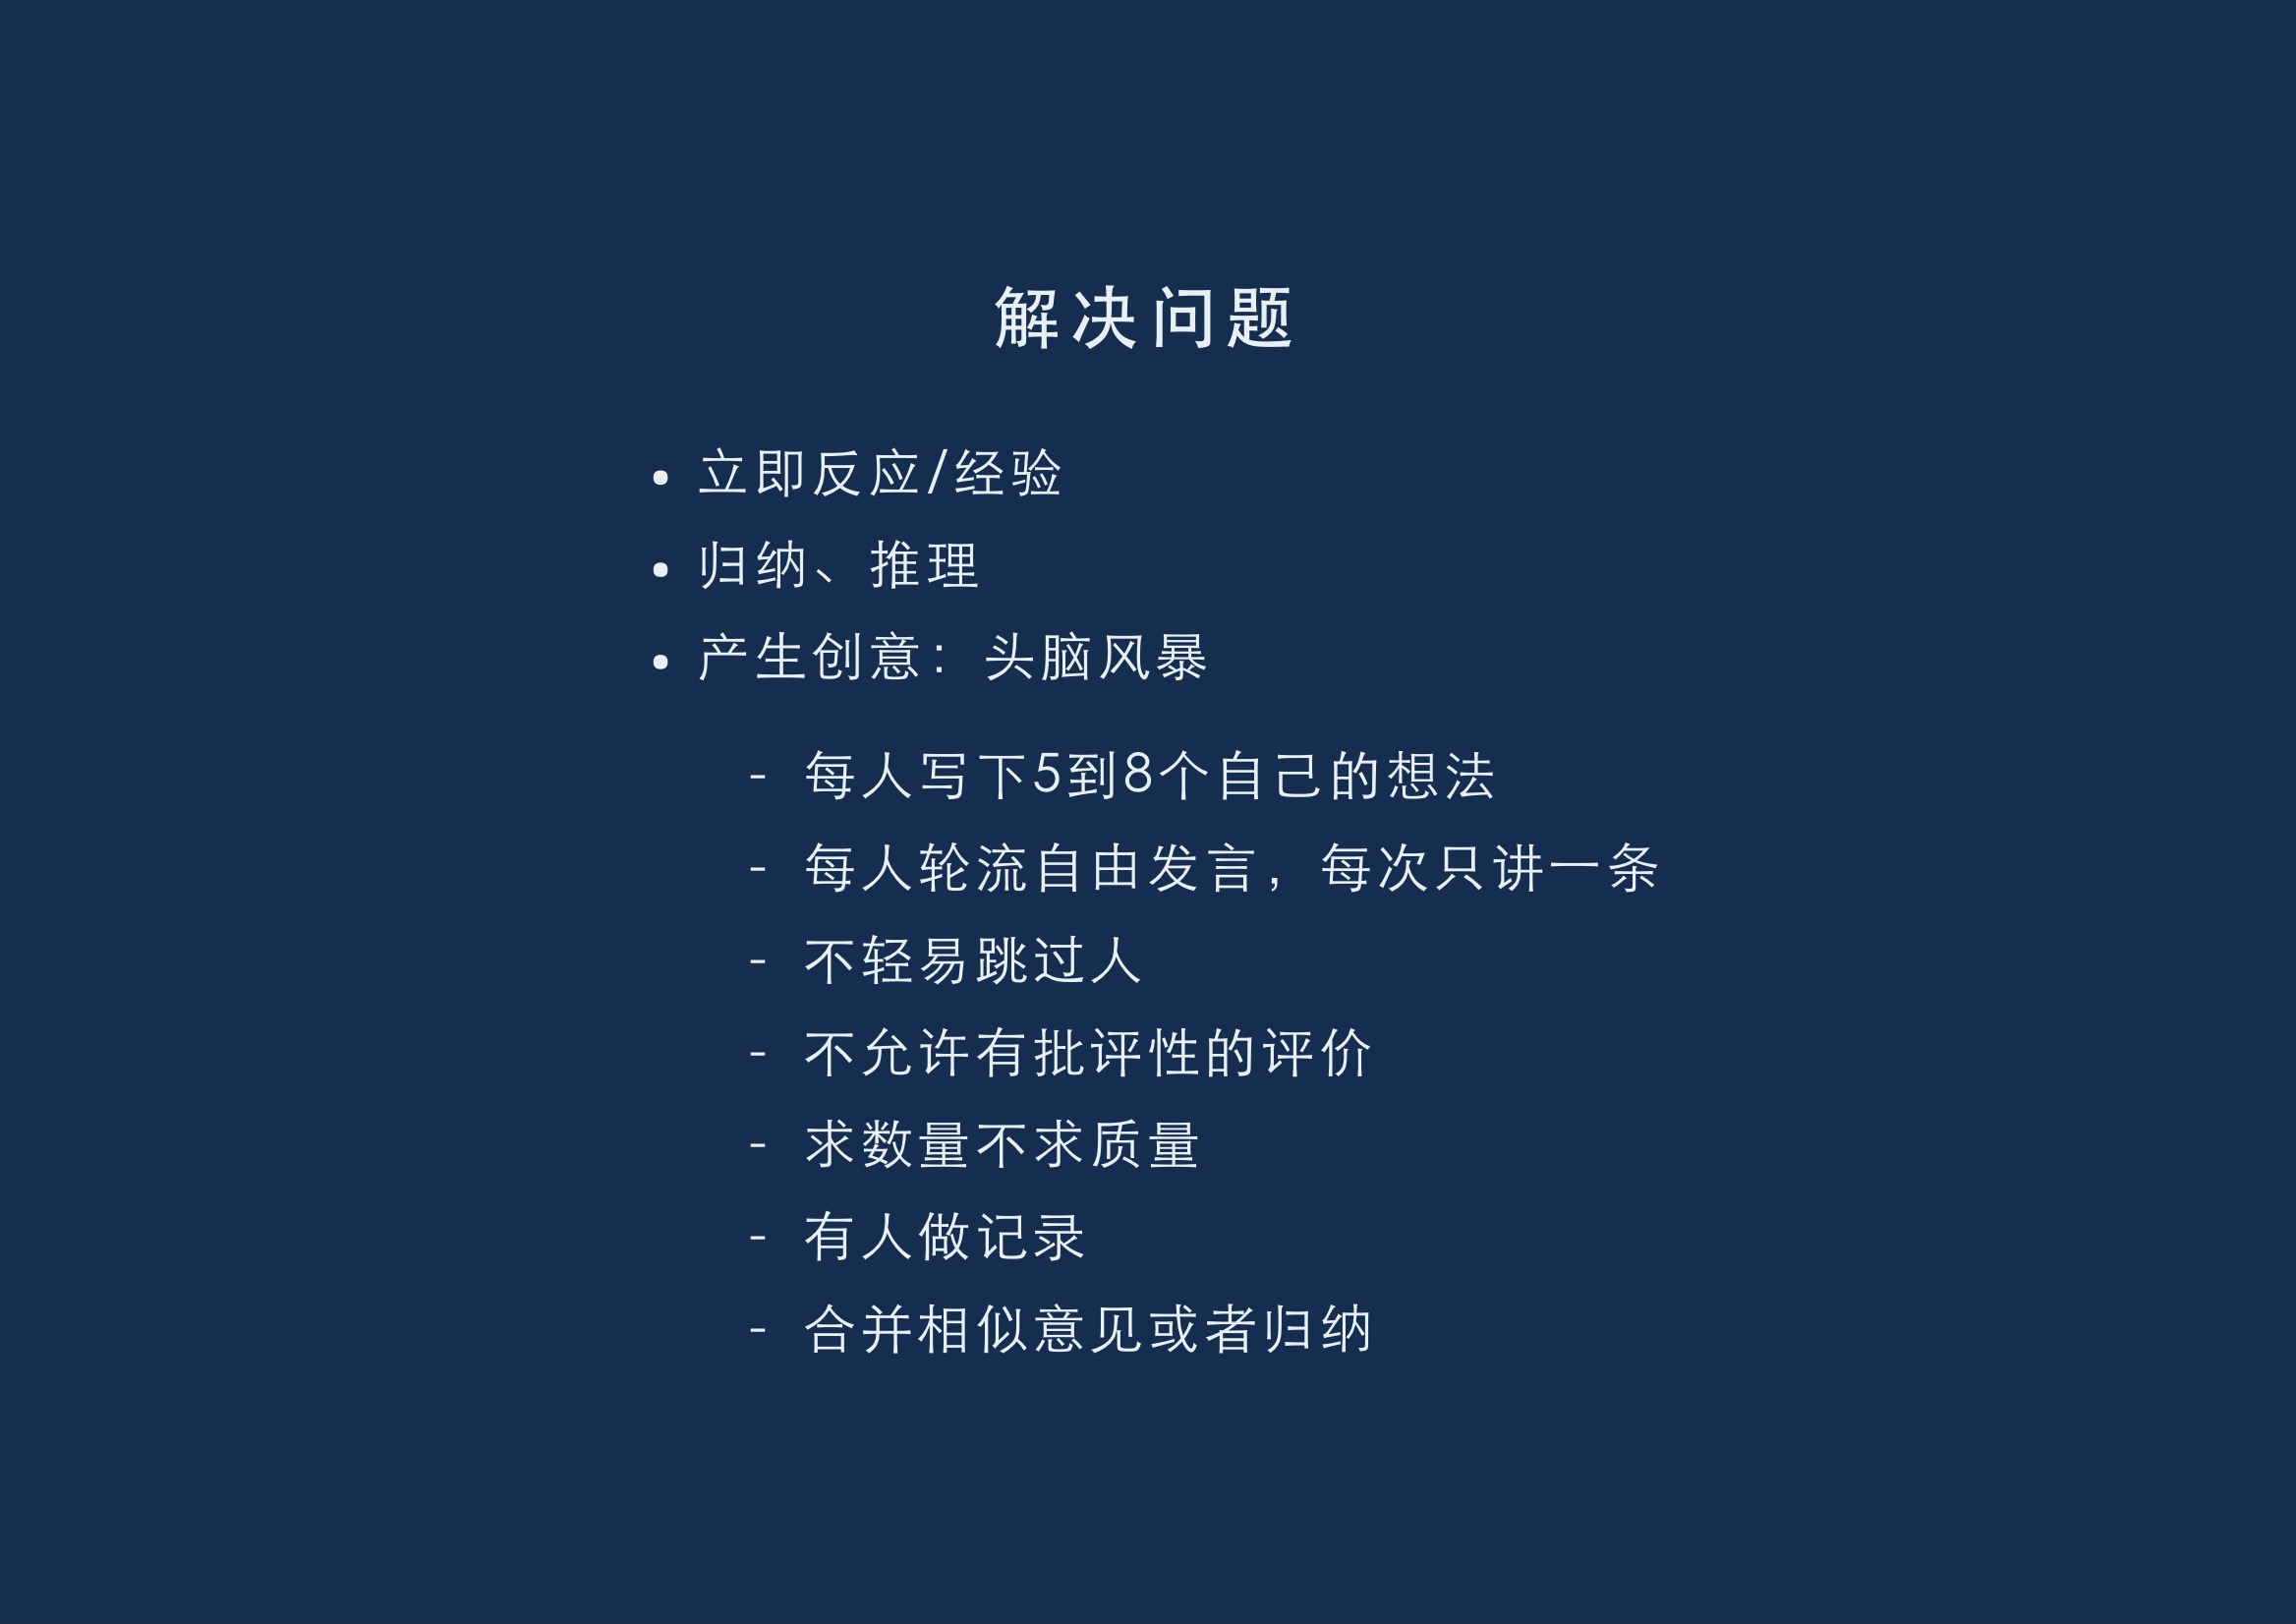 解决问题
• 立即反应/经验
• 归纳、推理
• 产生创意：头脑风暴
- 每人写下5到8个自己的想法
- 每人轮流自由发言，每次只讲一条
- 不轻易跳过人
- 不允许有批评性的评价
- 求数量不求质量
- 有人做记录
- 合并相似意见或者归纳